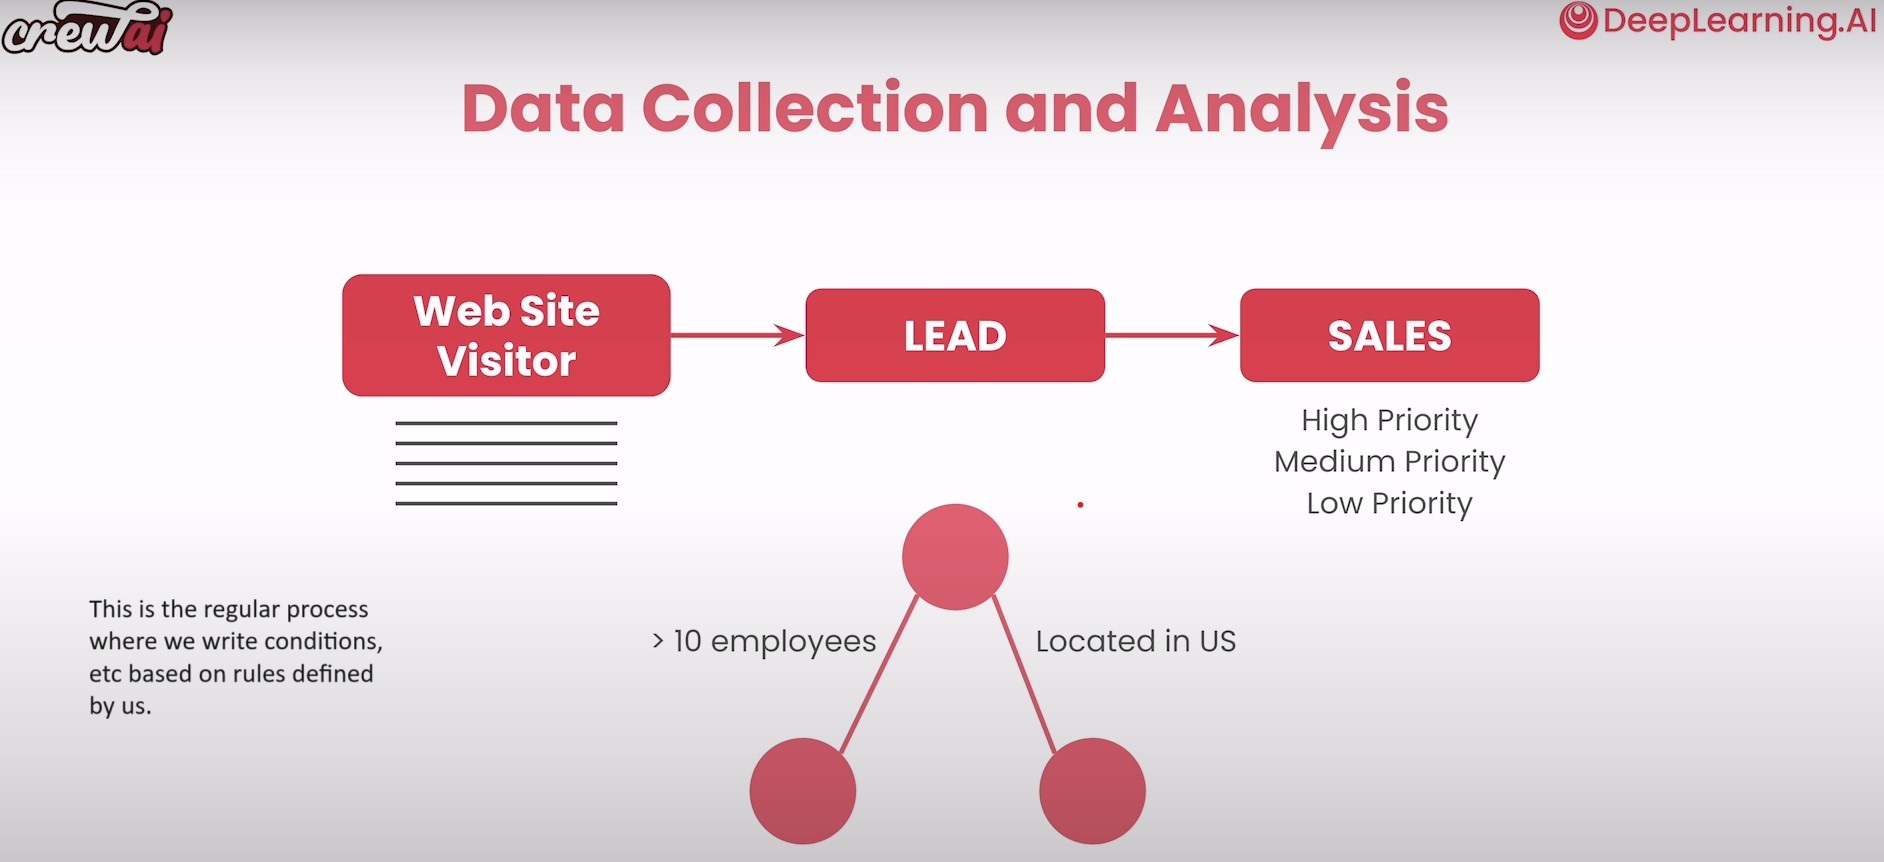 crewai
DeepLearning.AI
Data Collection and Analysis
Web Site
Visitor
LEAD
SALES
High Priority
Medium Priority
Low Priority
> 10 employees
Located in US
This is the regular process
where we write conditions,
etc based on rules defined
by us.